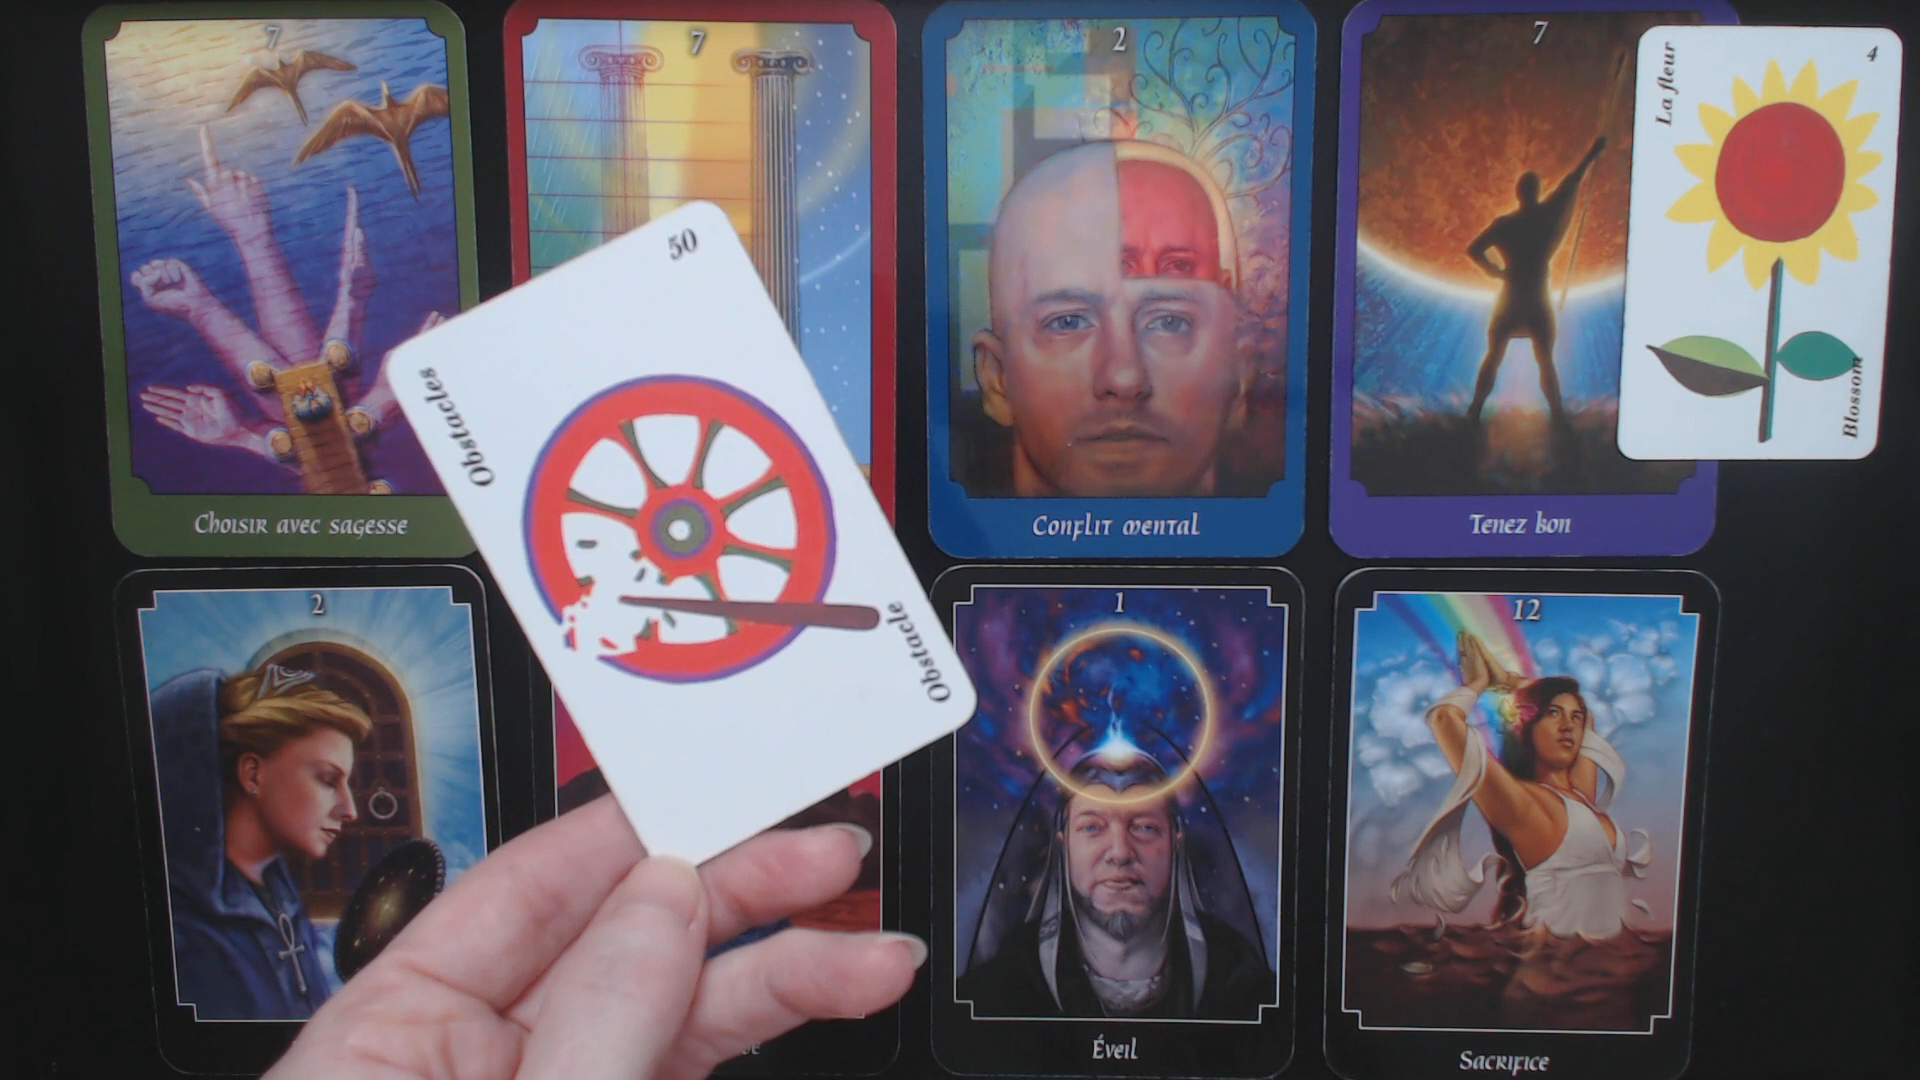 7
7
2
7
La fleur
4
Blossom
50
Obstacles
Obstacle
Choisir avec sagesse
Conflit mental
Tenez bon
2
1
12
Éveil
Sacrifice